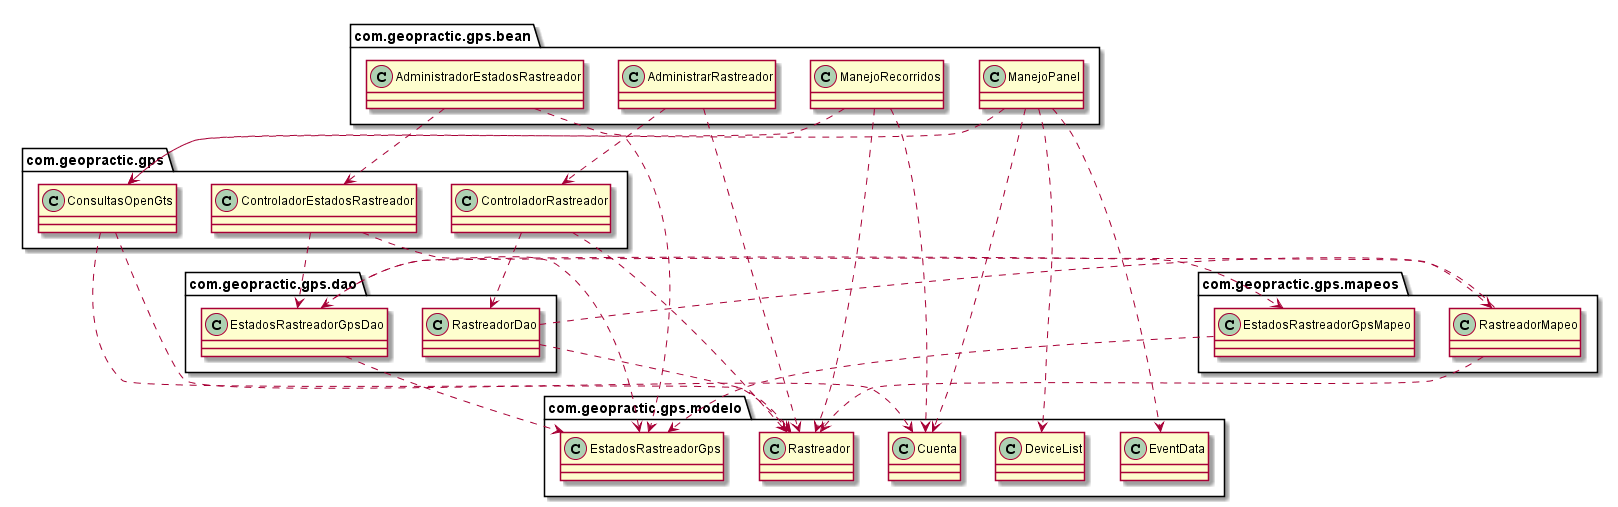 com.geopractic.gps.bean
C AdministradorEstadosRastreador
C AdministrarRastreador
C ManejoRecorridos
C ManejoPanel
com.geopractic.gps
C ConsultasOpenGts
C ControladorEstadosRastreador
C ControladorRastreador
com.geopractic.gps.dao
C EstadosRastreadorGpsDao
C RastreadorDao
com.geopractic.gps.mapeos
C EstadosRastreadorGpsMapeo
C RastreadorMapeo
com.geopractic.gps.modelo
C EstadosRastreadorGps
C Rastreador
C Cuenta
C DeviceList
C EventData